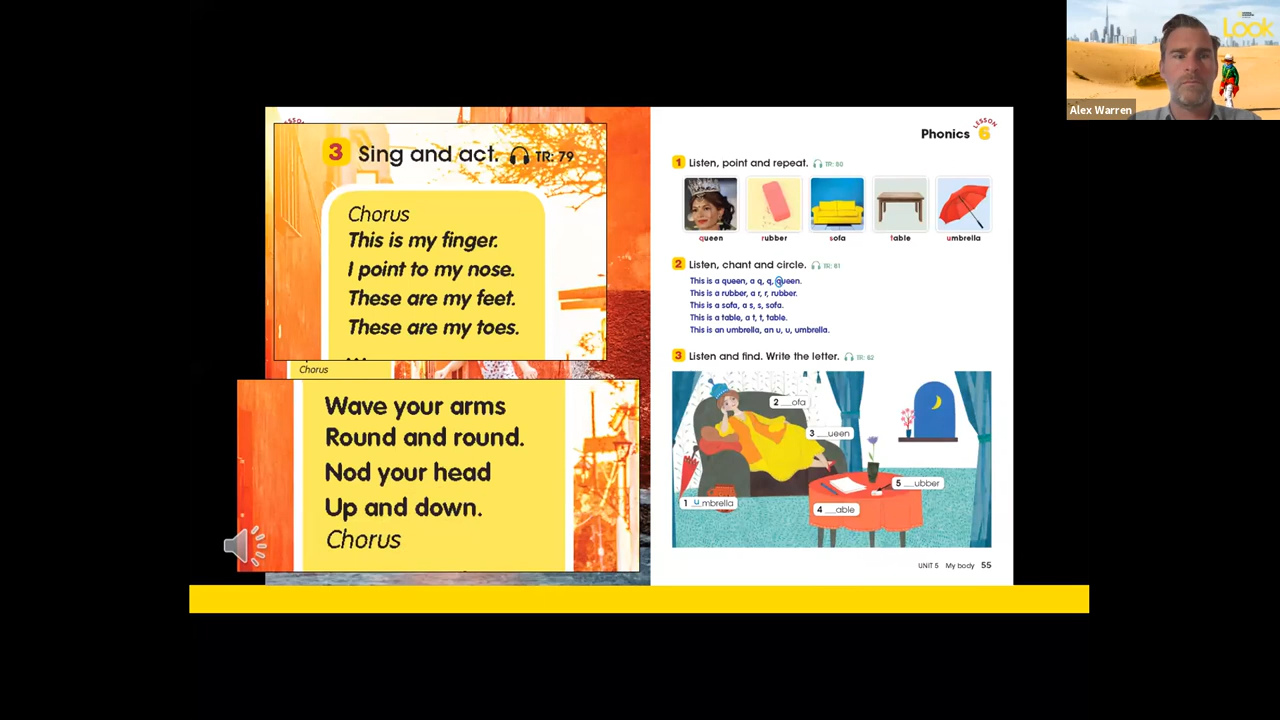 Look
Alex Warren
LESSON
3 Sing and act. TR: 79
Chorus
This is my finger.
I point to my nose.
These are my feet.
These are my toes.
Chorus
Wave your arms
Round and round.
Nod your head
Up and down.
Chorus
Phonics LESSON 6
1 Listen, point and repeat. TR: 80
queen rubber sofa table umbrella
2 Listen, chant and circle. TR: 81
This is a queen, a q, q, queen.
This is a rubber, a r, r, rubber.
This is a sofa, a s, s, sofa.
This is a table, a t, t, table.
This is an umbrella, an u, u, umbrella.
3 Listen and find. Write the letter. TR: 82
2 __ofa
3 __ueen
5 __ubber
1 u mbrella
4 __able
UNIT 5 My body 55